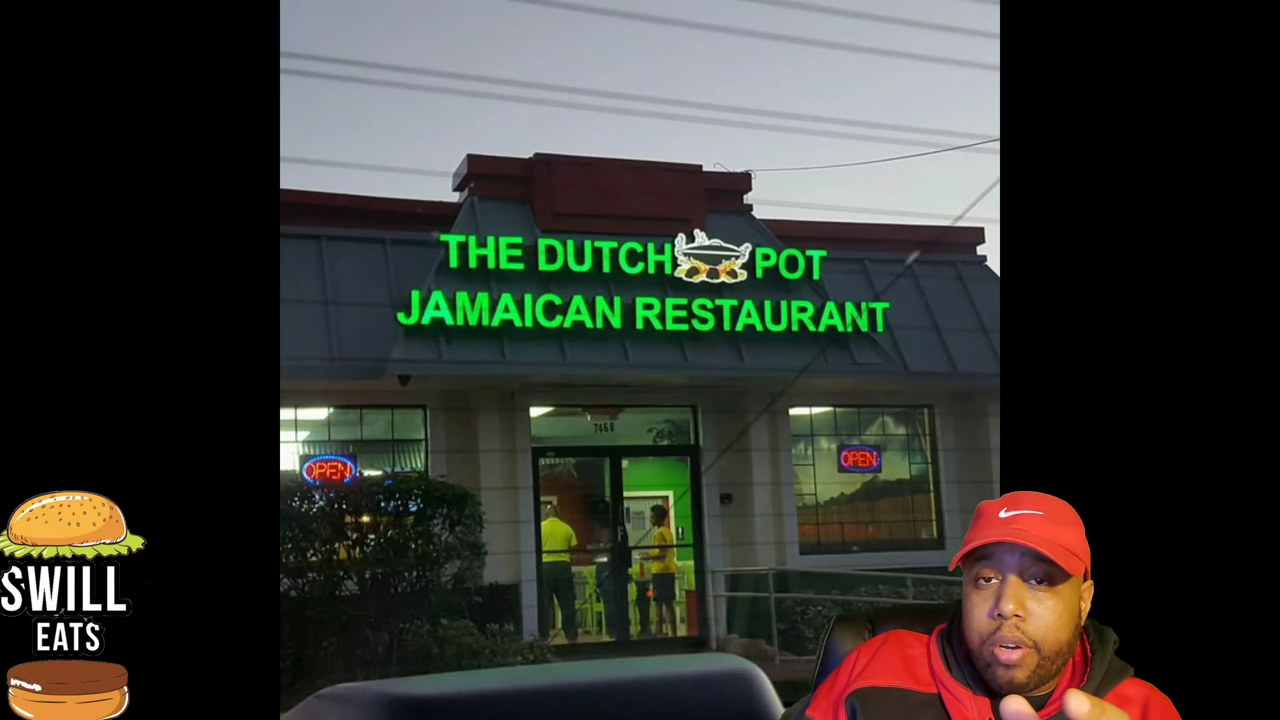 THE DUTCH POT
JAMAICAN RESTAURANT
7468
OPEN
OPEN
SWILL
EATS